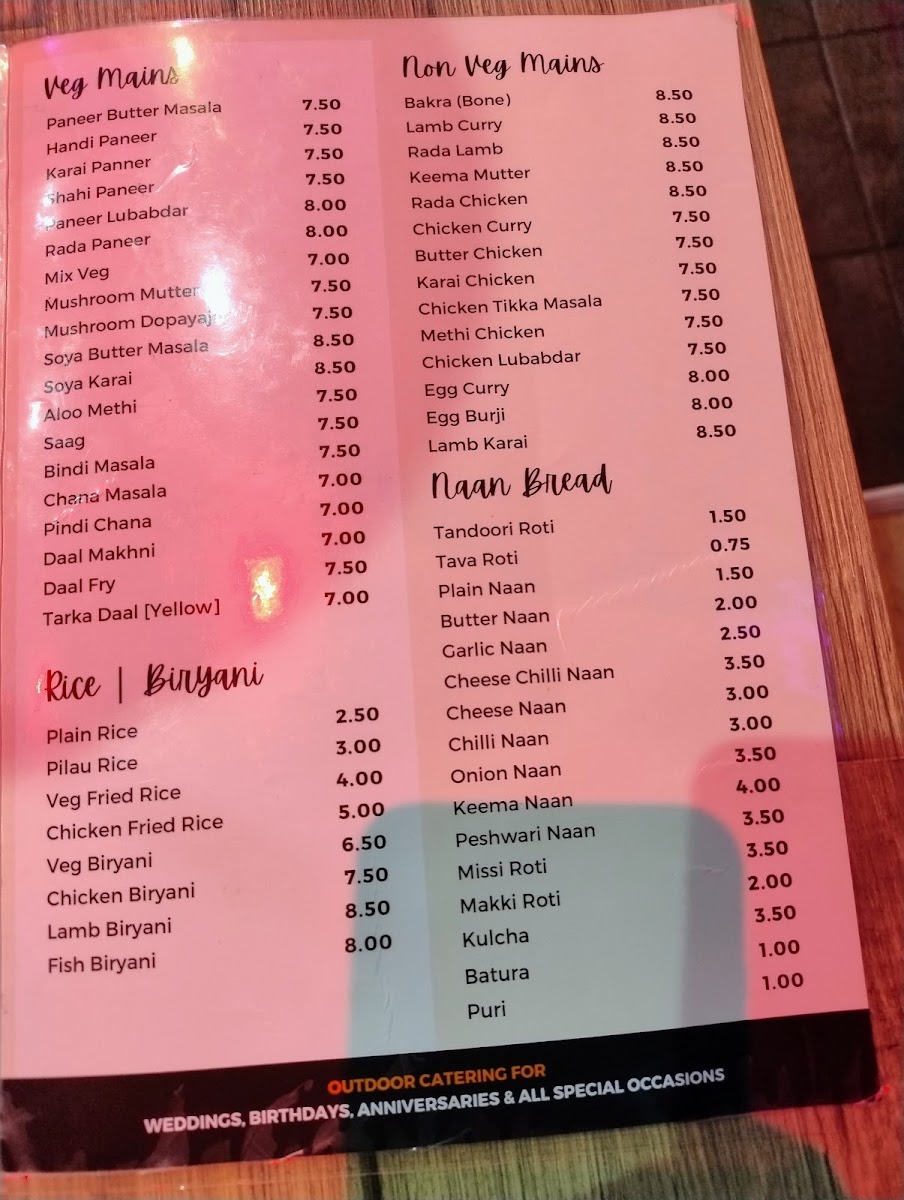 Veg Mains
Paneer Butter Masala 7.50
Handi Paneer 7.50
Karai Panner 7.50
Shahi Paneer 7.50
Paneer Lubabdar 8.00
Rada Paneer 8.00
Mix Veg 7.00
Mushroom Mutter 7.50
Mushroom Dopayaj 7.50
Soya Butter Masala 8.50
Soya Karai 8.50
Aloo Methi 7.50
Saag 7.50
Bindi Masala 7.50
Chana Masala 7.00
Pindi Chana 7.00
Daal Makhni 7.00
Daal Fry 7.50
Tarka Daal [Yellow] 7.00
Rice | Biryani
Plain Rice 2.50
Pilau Rice 3.00
Veg Fried Rice 4.00
Chicken Fried Rice 5.00
Veg Biryani 6.50
Chicken Biryani 7.50
Lamb Biryani 8.50
Fish Biryani 8.00
Non Veg Mains
Bakra (Bone) 8.50
Lamb Curry 8.50
Rada Lamb 8.50
Keema Mutter 8.50
Rada Chicken 8.50
Chicken Curry 7.50
Butter Chicken 7.50
Karai Chicken 7.50
Chicken Tikka Masala 7.50
Methi Chicken 7.50
Chicken Lubabdar 7.50
Egg Curry 8.00
Egg Burji 8.00
Lamb Karai 8.50
Naan Bread
Tandoori Roti 1.50
Tava Roti 0.75
Plain Naan 1.50
Butter Naan 2.00
Garlic Naan 2.50
Cheese Chilli Naan 3.50
Cheese Naan 3.00
Chilli Naan 3.00
Onion Naan 3.50
Keema Naan 4.00
Peshwari Naan 3.50
Missi Roti 3.50
Makki Roti 2.00
Kulcha 3.50
Batura 1.00
Puri 1.00
OUTDOOR CATERING FOR
WEDDINGS, BIRTHDAYS, ANNIVERSARIES & ALL SPECIAL OCCASIONS